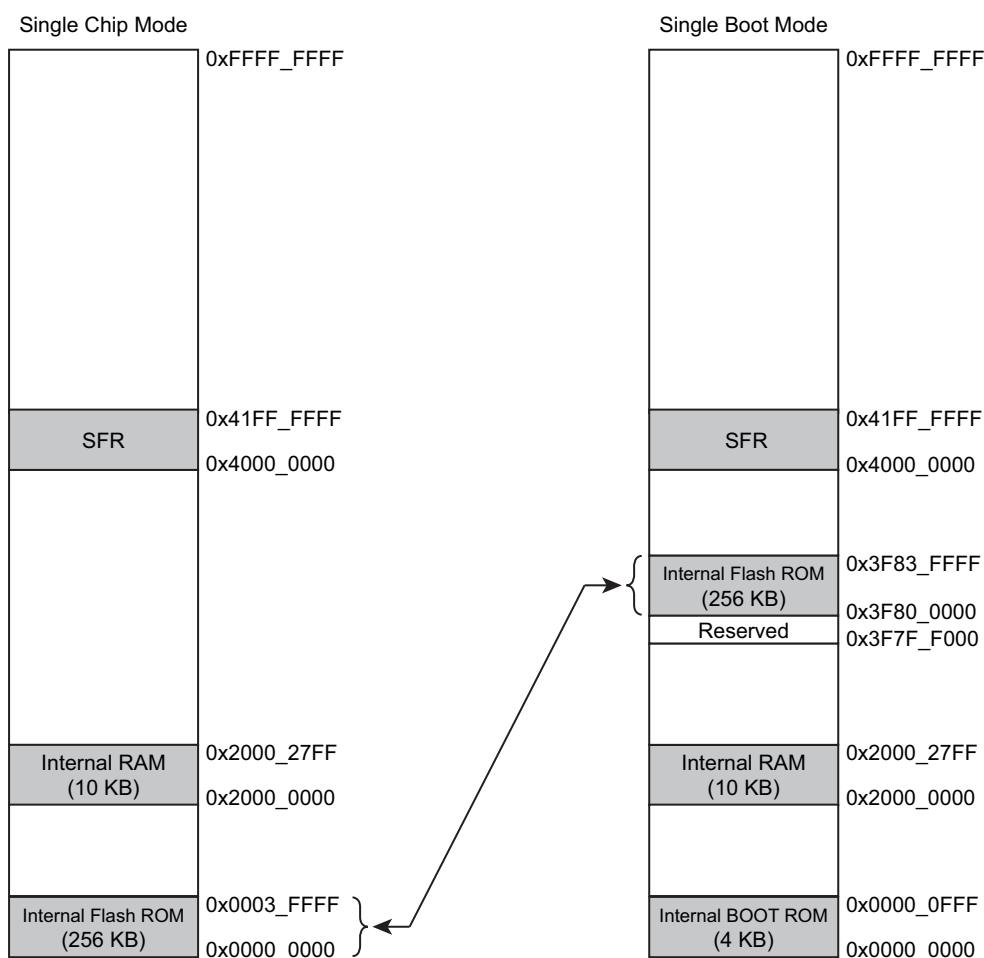 Single Chip Mode
0xFFFF_FFFF
0x41FF_FFFF
SFR
0x4000_0000
0x2000_27FF
Internal RAM
(10 KB)
0x2000_0000
0x0003_FFFF
Internal Flash ROM
(256 KB)
0x0000_0000
Single Boot Mode
0xFFFF_FFFF
0x41FF_FFFF
SFR
0x4000_0000
0x3F83_FFFF
Internal Flash ROM
(256 KB)
0x3F80_0000
Reserved
0x3F7F_F000
0x2000_27FF
Internal RAM
(10 KB)
0x2000_0000
0x0000_0FFF
Internal BOOT ROM
(4 KB)
0x0000_0000